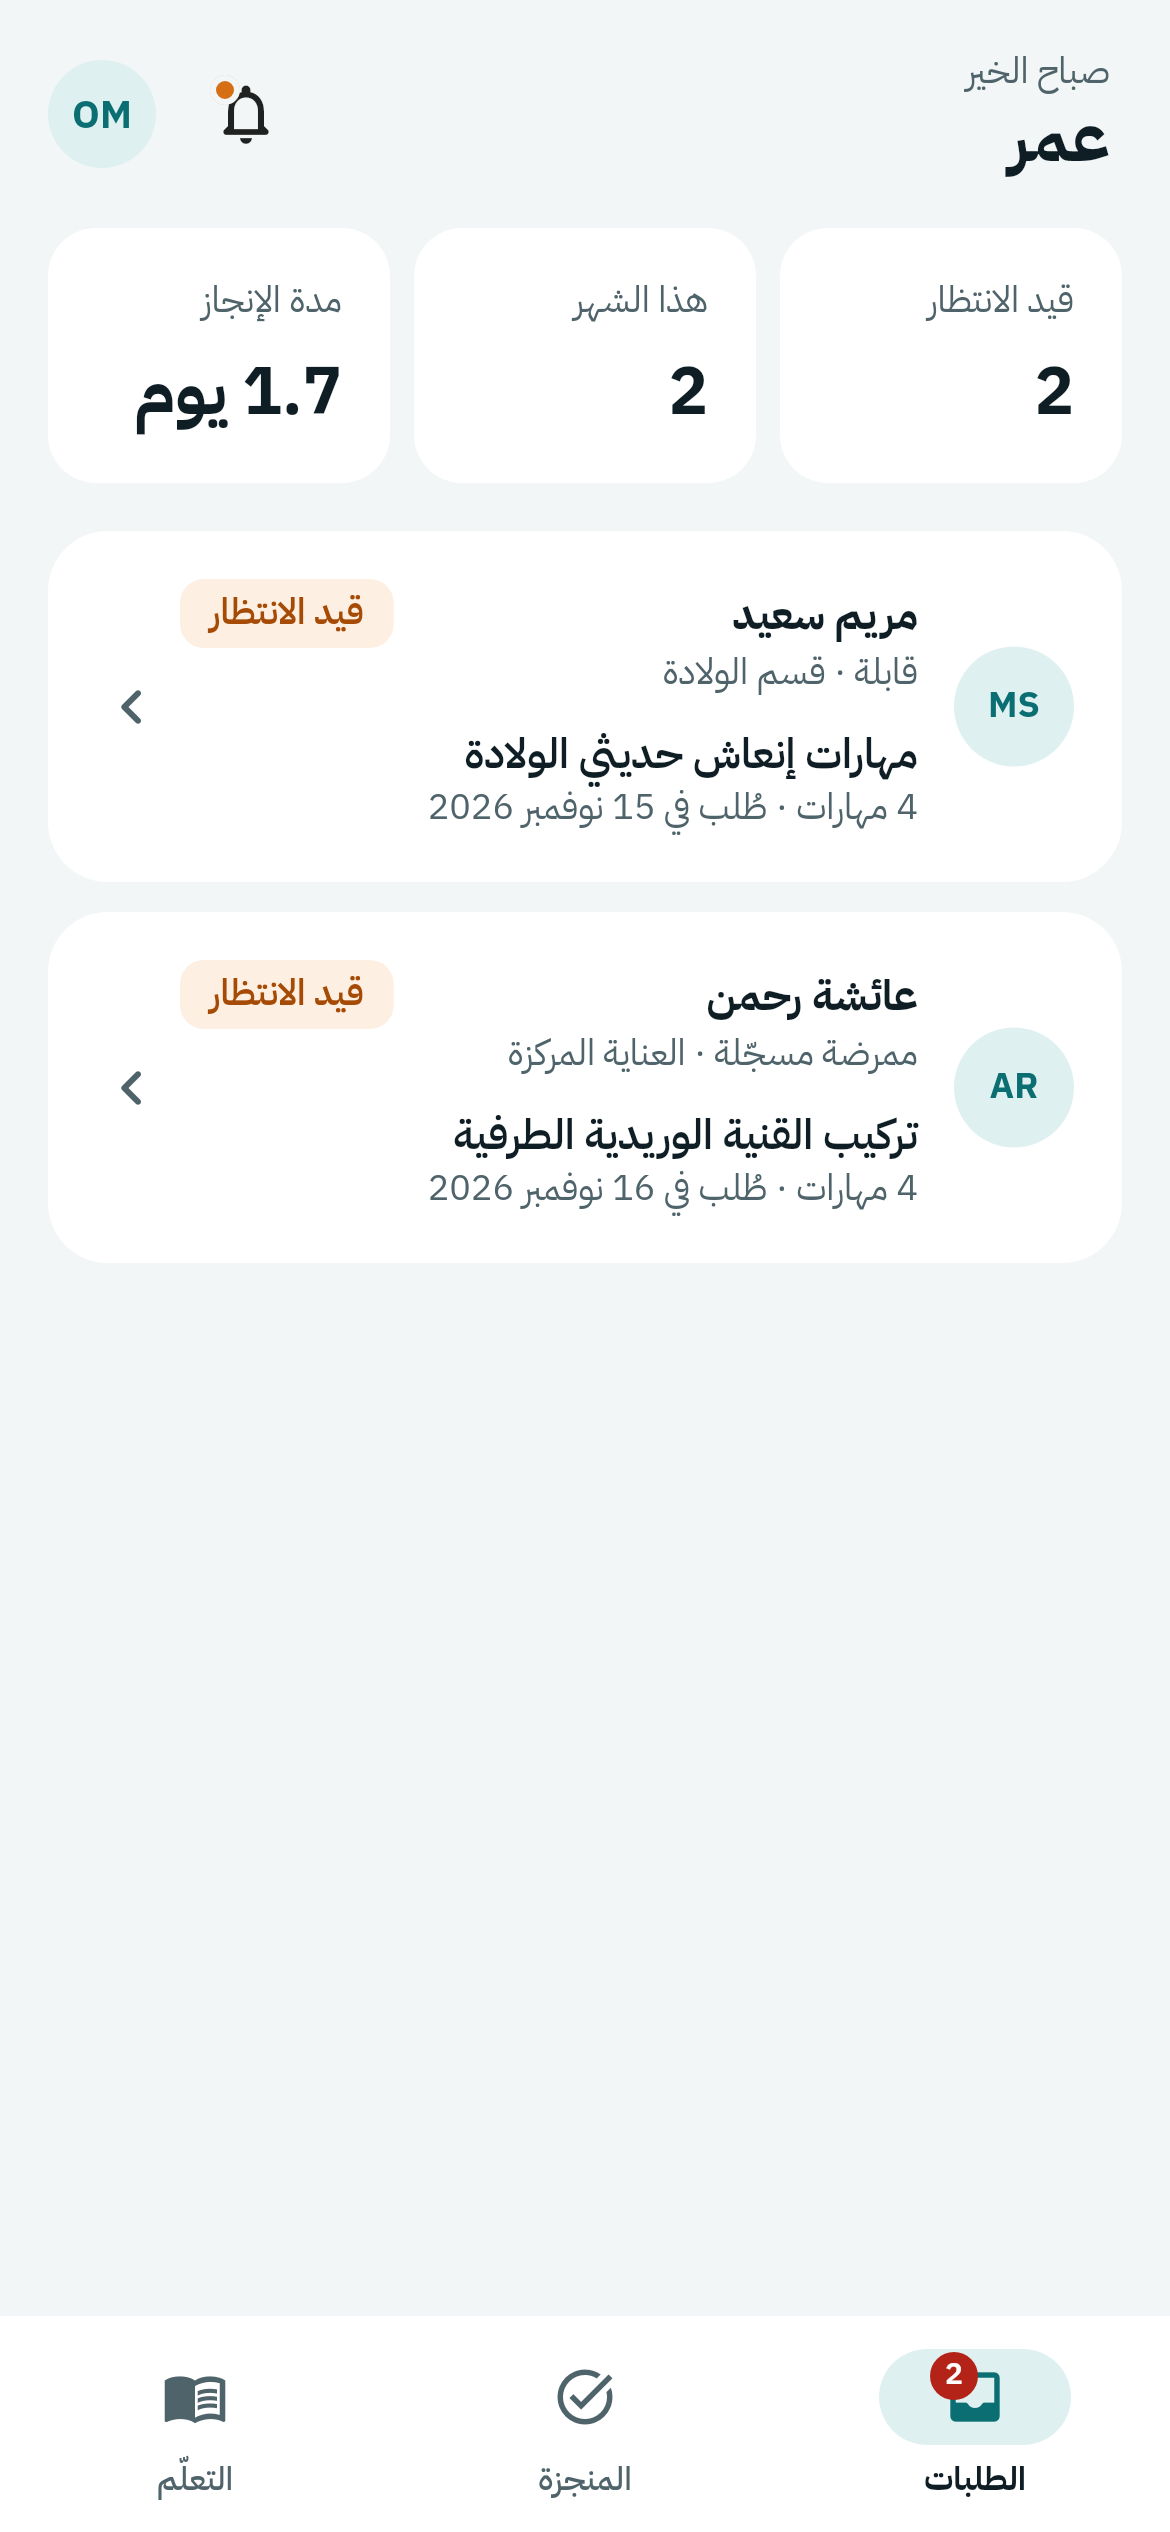 صباح الخير
عمر
OM
قيد الانتظار
2
هذا الشهر
2
مدة الإنجاز
1.7 يوم
MS
مريم سعيد
قيد الانتظار
قابلة · قسم الولادة
مهارات إنعاش حديثي الولادة
4 مهارات · طُلب في 15 نوفمبر 2026
AR
عائشة رحمن
قيد الانتظار
ممرضة مسجّلة · العناية المركزة
تركيب القنية الوريدية الطرفية
4 مهارات · طُلب في 16 نوفمبر 2026
2
الطلبات
المنجزة
التعلّم